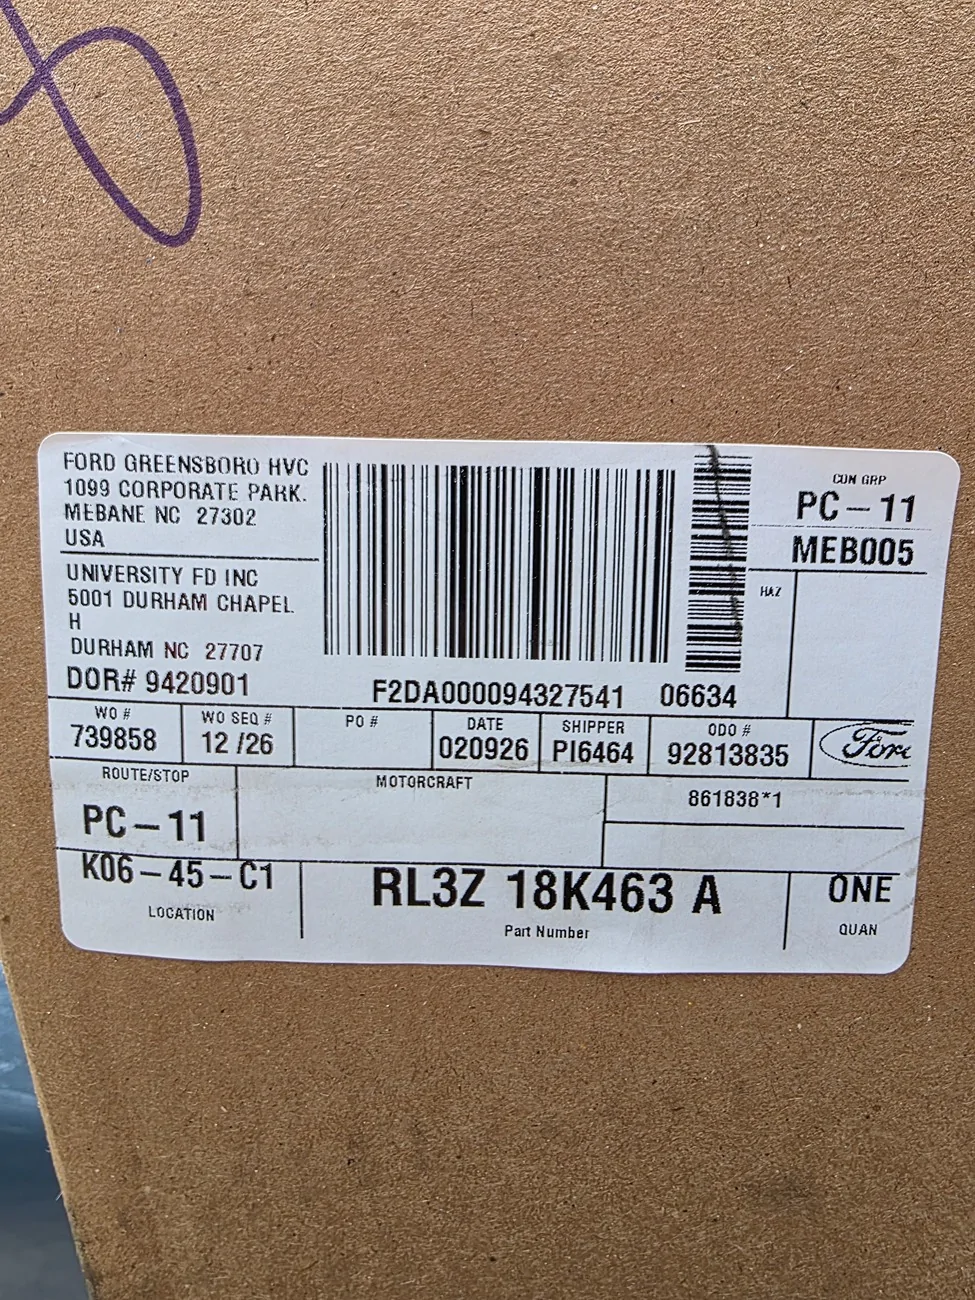 FORD GREENSBORO HVC
1099 CORPORATE PARK.
MEBANE NC 27302
USA
UNIVERSITY FD INC
5001 DURHAM CHAPEL
H
DURHAM NC 27707
DOR# 9420901
F2DA000094327541 06634
CON GRP
PC-11
MEB005
HAZ
WO #
739858
WO SEQ #
12 /26
PO #
DATE
020926
SHIPPER
PI6464
ODO #
92813835
Ford
ROUTE/STOP
PC-11
MOTORCRAFT
861838*1
K06-45-C1
LOCATION
RL3Z 18K463 A
Part Number
ONE
QUAN